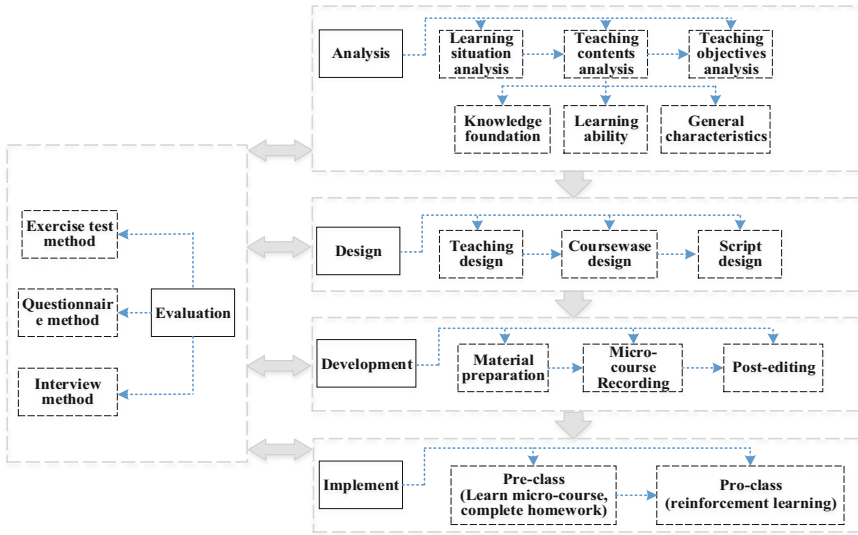 Analysis
Learning
situation
analysis
Teaching
contents
analysis
Teaching
objectives
analysis
Knowledge
foundation
Learning
ability
General
characteristics
Exercise test
method
Questionnair
e method
Interview
method
Evaluation
Design
Teaching
design
Coursewase
design
Script
design
Development
Material
preparation
Micro-
course
Recording
Post-editing
Implement
Pre-class
(Learn micro-course,
complete homework)
Pro-class
(reinforcement learning)